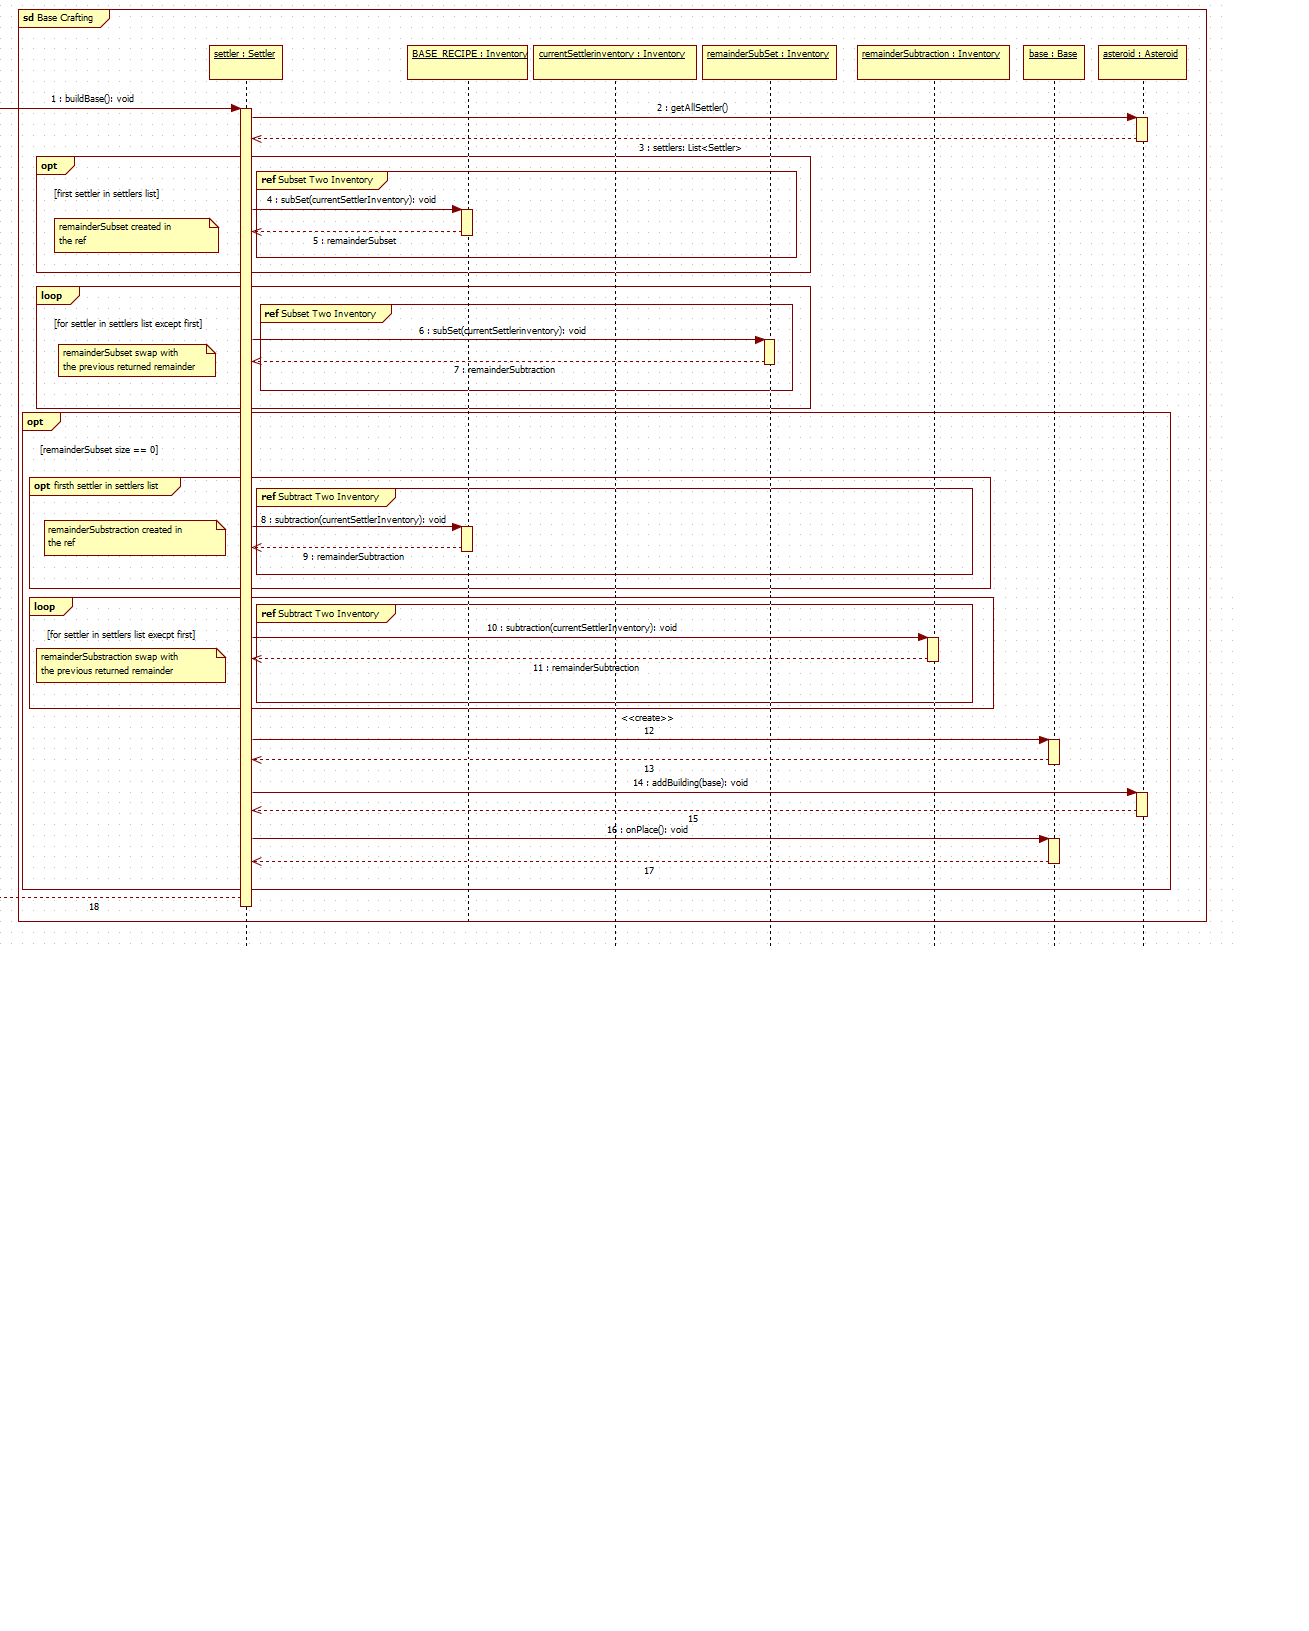 sd Base Crafting
settler : Settler
BASE_RECIPE : Inventory
currentSettlerinventory : Inventory
remainderSubSet : Inventory
remainderSubtraction : Inventory
base : Base
asteroid : Asteroid
1 : buildBase(): void
2 : getAllSettler()
3 : settlers: List<Settler>
opt
[first settler in settlers list]
remainderSubset created in
the ref
ref Subset Two Inventory
4 : subSet(currentSettlerInventory): void
5 : remainderSubset
loop
[for settler in settlers list except first]
remainderSubset swap with
the previous returned remainder
ref Subset Two Inventory
6 : subSet(currentSettlerinventory): void
7 : remainderSubtraction
opt
[remainderSubset size == 0]
opt firsth settler in settlers list
remainderSubstraction created in
the ref
ref Subtract Two Inventory
8 : subtraction(currentSettlerInventory): void
9 : remainderSubtraction
loop
[for settler in settlers list execpt first]
remainderSubstraction swap with
the previous returned remainder
ref Subtract Two Inventory
10 : subtraction(currentSettlerInventory): void
11 : remainderSubtraction
<<create>>
12
13
14 : addBuilding(base): void
15
16 : onPlace(): void
17
18